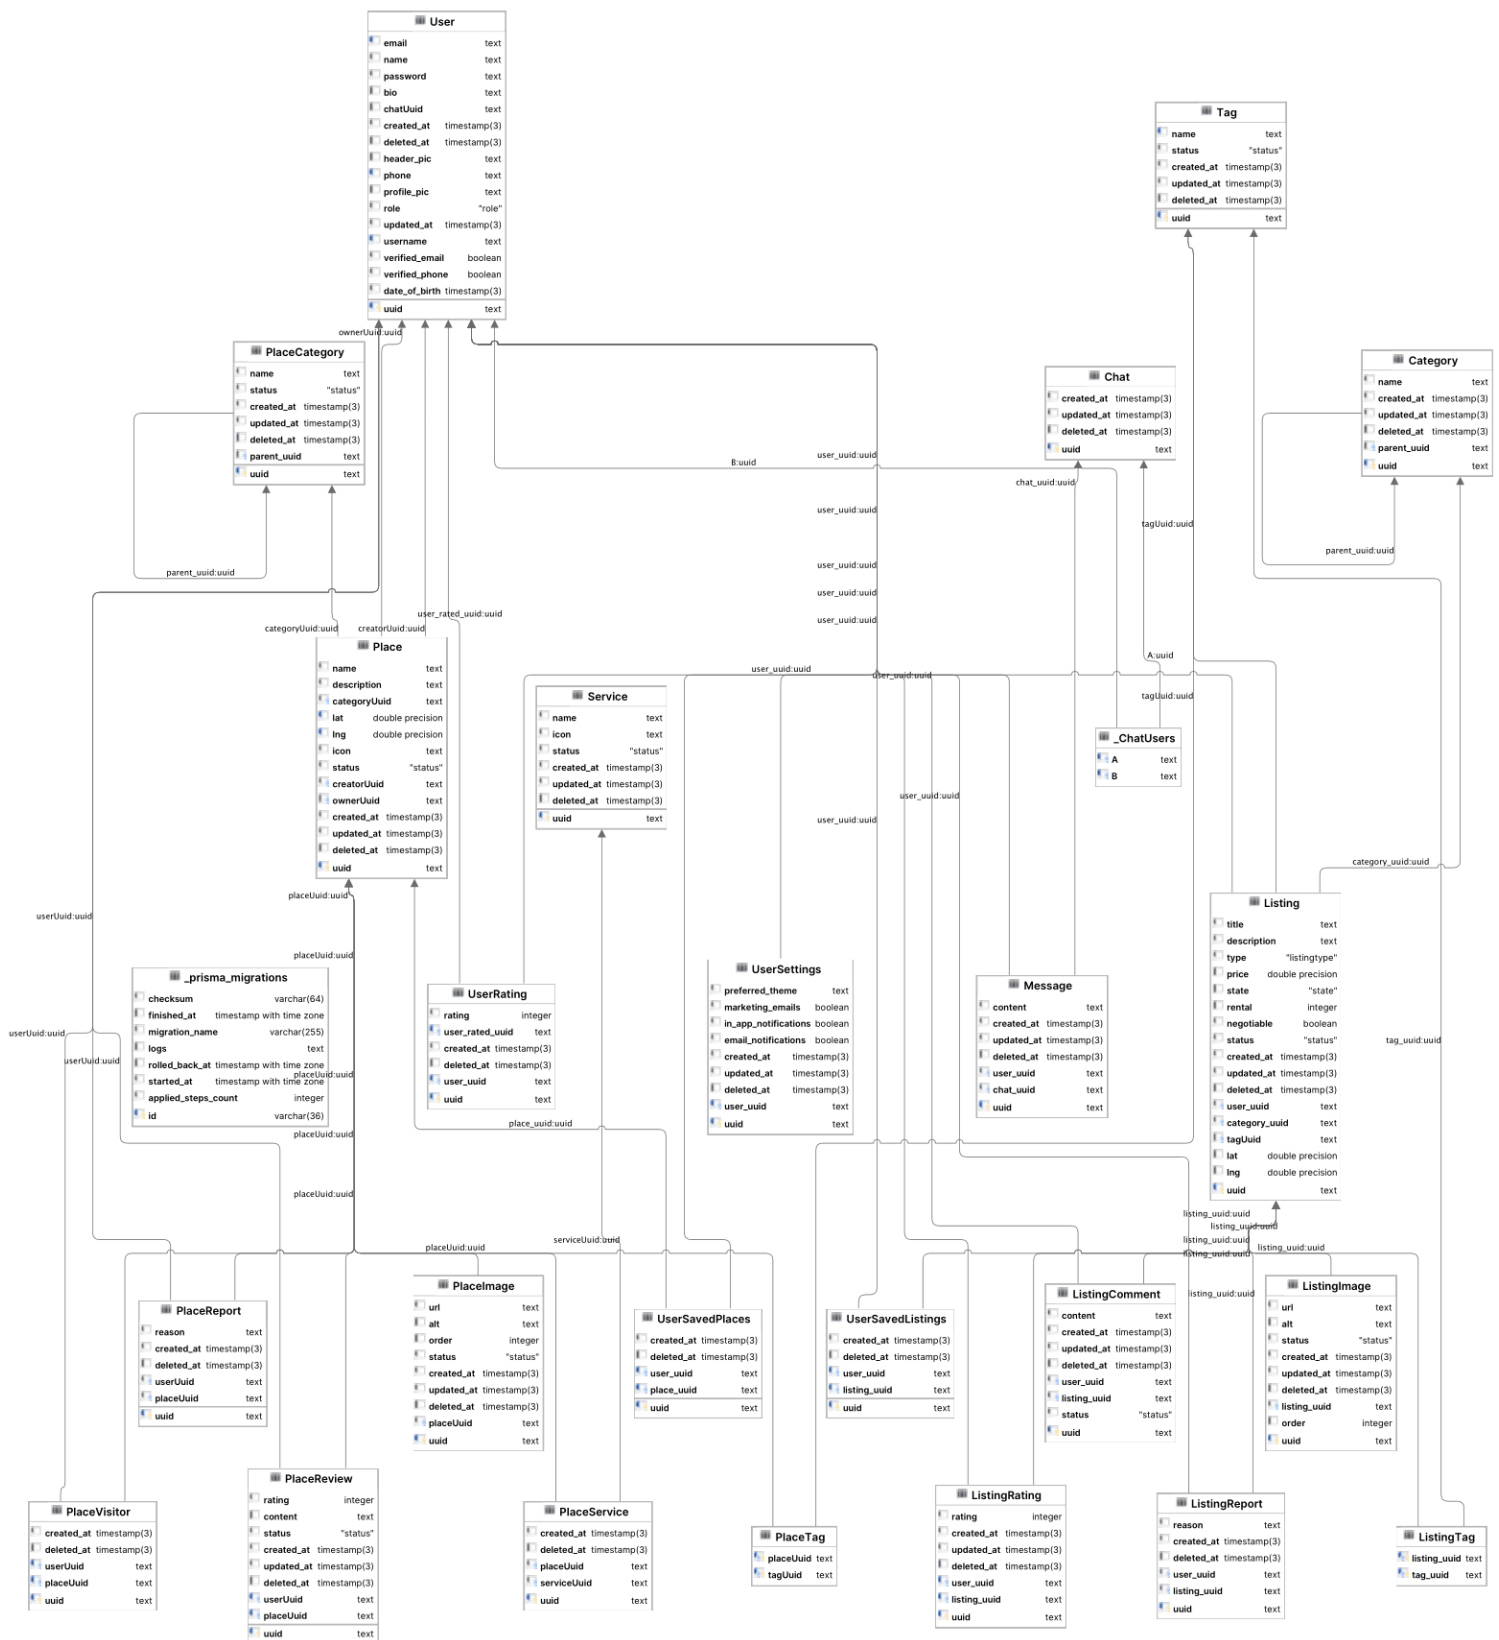 User
email text
name text
password text
bio text
chatUuid text
created_at timestamp(3)
deleted_at timestamp(3)
header_pic text
phone text
profile_pic text
role "role"
updated_at timestamp(3)
username text
verified_email boolean
verified_phone boolean
date_of_birth timestamp(3)
uuid text
Tag
name text
status "status"
created_at timestamp(3)
updated_at timestamp(3)
deleted_at timestamp(3)
uuid text
ownerUuid:uuid
PlaceCategory
name text
status "status"
created_at timestamp(3)
updated_at timestamp(3)
deleted_at timestamp(3)
parent_uuid text
uuid text
Chat
created_at timestamp(3)
updated_at timestamp(3)
deleted_at timestamp(3)
uuid text
Category
name text
created_at timestamp(3)
updated_at timestamp(3)
deleted_at timestamp(3)
parent_uuid text
uuid text
user_uuid:uuid
B:uuid
chat_uuid:uuid
user_uuid:uuid
tagUuid:uuid
parent_uuid:uuid
user_uuid:uuid
parent_uuid:uuid
user_uuid:uuid
user_rated_uuid:uuid
user_uuid:uuid
categoryUuid:uuid
creatorUuid:uuid
Place
name text
description text
categoryUuid text
lat double precision
lng double precision
icon text
status "status"
creatorUuid text
ownerUuid text
created_at timestamp(3)
updated_at timestamp(3)
deleted_at timestamp(3)
uuid text
A:uuid
user_uuid:uuid
user_uuid:uuid
tagUuid:uuid
Service
name text
icon text
status "status"
created_at timestamp(3)
updated_at timestamp(3)
deleted_at timestamp(3)
uuid text
_ChatUsers
A text
B text
user_uuid:uuid
user_uuid:uuid
category_uuid:uuid
placeUuid:uuid
userUuid:uuid
placeUuid:uuid
Listing
title text
description text
type "listingtype"
price double precision
state "state"
rental integer
negotiable boolean
status "status"
created_at timestamp(3)
updated_at timestamp(3)
deleted_at timestamp(3)
user_uuid text
category_uuid text
tagUuid text
lat double precision
lng double precision
uuid text
_prisma_migrations
checksum varchar(64)
finished_at timestamp with time zone
migration_name varchar(255)
logs text
rolled_back_at timestamp with time zone
started_at timestamp with time zone
applied_steps_count integer
id varchar(36)
UserRating
rating integer
user_rated_uuid text
created_at timestamp(3)
deleted_at timestamp(3)
user_uuid text
uuid text
UserSettings
preferred_theme text
marketing_emails boolean
in_app_notifications boolean
email_notifications boolean
created_at timestamp(3)
updated_at timestamp(3)
deleted_at timestamp(3)
user_uuid text
uuid text
Message
content text
created_at timestamp(3)
updated_at timestamp(3)
deleted_at timestamp(3)
user_uuid text
chat_uuid text
uuid text
userUuid:uuid
userUuid:uuid
placeUuid:uuid
tag_uuid:uuid
place_uuid:uuid
placeUuid:uuid
placeUuid:uuid
listing_uuid:uuid
listing_uuid:uuid
serviceUuid:uuid
listing_uuid:uuid
placeUuid:uuid
listing_uuid:uuid
listing_uuid:uuid
listing_uuid:uuid
PlaceReport
reason text
created_at timestamp(3)
deleted_at timestamp(3)
userUuid text
placeUuid text
uuid text
PlaceImage
url text
alt text
order integer
status "status"
created_at timestamp(3)
updated_at timestamp(3)
deleted_at timestamp(3)
placeUuid text
uuid text
UserSavedPlaces
created_at timestamp(3)
deleted_at timestamp(3)
user_uuid text
place_uuid text
uuid text
UserSavedListings
created_at timestamp(3)
deleted_at timestamp(3)
user_uuid text
listing_uuid text
uuid text
ListingComment
content text
created_at timestamp(3)
updated_at timestamp(3)
deleted_at timestamp(3)
user_uuid text
listing_uuid text
status "status"
uuid text
ListingImage
url text
alt text
status "status"
created_at timestamp(3)
updated_at timestamp(3)
deleted_at timestamp(3)
listing_uuid text
order integer
uuid text
PlaceVisitor
created_at timestamp(3)
deleted_at timestamp(3)
userUuid text
placeUuid text
uuid text
PlaceReview
rating integer
content text
status "status"
created_at timestamp(3)
updated_at timestamp(3)
deleted_at timestamp(3)
userUuid text
placeUuid text
uuid text
PlaceService
created_at timestamp(3)
deleted_at timestamp(3)
placeUuid text
serviceUuid text
uuid text
PlaceTag
placeUuid text
tagUuid text
ListingRating
rating integer
created_at timestamp(3)
updated_at timestamp(3)
deleted_at timestamp(3)
user_uuid text
listing_uuid text
uuid text
ListingReport
reason text
created_at timestamp(3)
deleted_at timestamp(3)
user_uuid text
listing_uuid text
uuid text
ListingTag
listing_uuid text
tag_uuid text